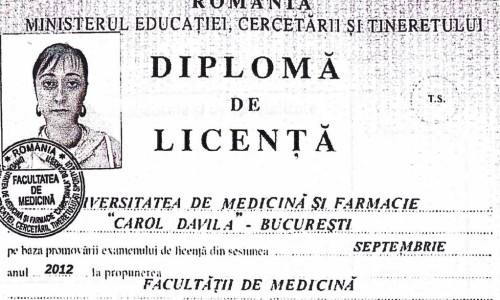 ROMÂNIA
MINISTERUL EDUCAȚIEI, CERCETĂRII ȘI TINERETULUI
DIPLOMĂ
DE
LICENȚĂ
T.S.
ROMÂNIA
FACULTATEA
DE
MEDICINĂ
UNIVERSITATEA DE MEDICINĂ ȘI FARMACIE
"CAROL DAVILA" - BUCUREȘTI
pe baza promovării examenului de licență din sesiunea SEPTEMBRIE
anul 2012 la propunerea
FACULTĂȚII DE MEDICINĂ